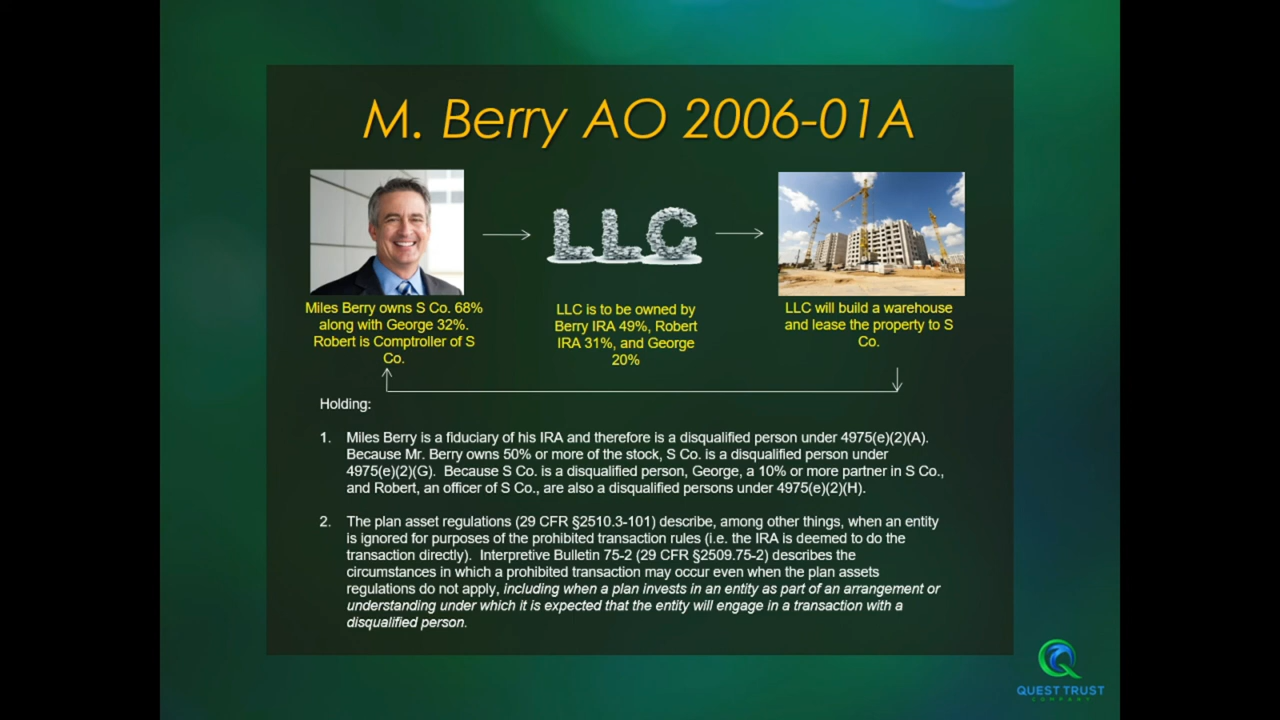 M. Berry AO 2006-01A
LLC
Miles Berry owns S Co. 68%
along with George 32%.
Robert is Comptroller of S
Co.
LLC is to be owned by
Berry IRA 49%, Robert
IRA 31%, and George
20%
LLC will build a warehouse
and lease the property to S
Co.
Holding:
1. Miles Berry is a fiduciary of his IRA and therefore is a disqualified person under 4975(e)(2)(A).
Because Mr. Berry owns 50% or more of the stock, S Co. is a disqualified person under
4975(e)(2)(G). Because S Co. is a disqualified person, George, a 10% or more partner in S Co.,
and Robert, an officer of S Co., are also a disqualified persons under 4975(e)(2)(H).
2. The plan asset regulations (29 CFR §2510.3-101) describe, among other things, when an entity
is ignored for purposes of the prohibited transaction rules (i.e. the IRA is deemed to do the
transaction directly). Interpretive Bulletin 75-2 (29 CFR §2509.75-2) describes the
circumstances in which a prohibited transaction may occur even when the plan assets
regulations do not apply, including when a plan invests in an entity as part of an arrangement or
understanding under which it is expected that the entity will engage in a transaction with a
disqualified person.
QUEST TRUST
COMPANY